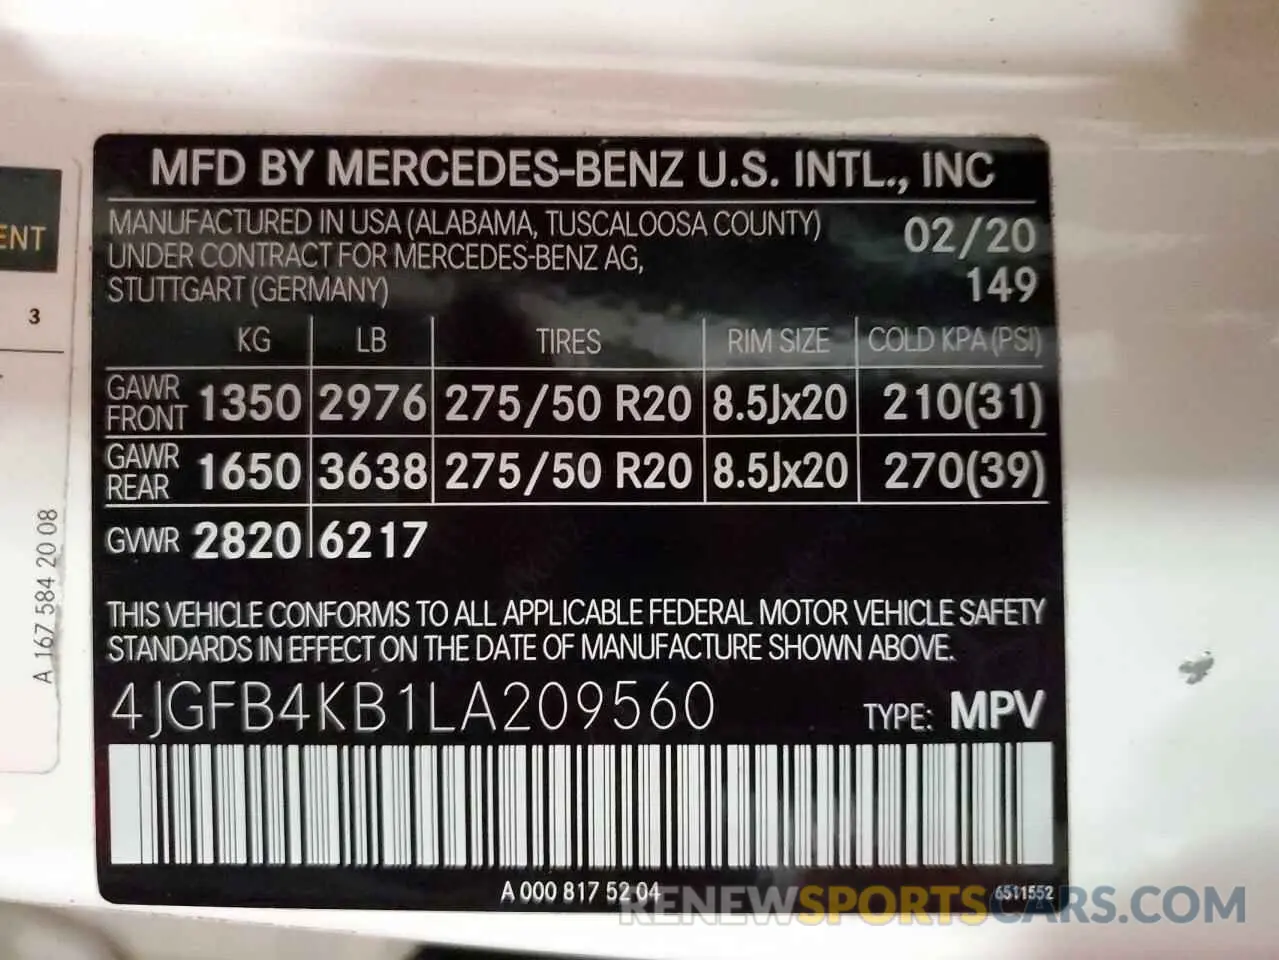 MFD BY MERCEDES-BENZ U.S. INTL., INC
MANUFACTURED IN USA (ALABAMA, TUSCALOOSA COUNTY)
UNDER CONTRACT FOR MERCEDES-BENZ AG,
STUTTGART (GERMANY)
02/20
149
KG LB TIRES RIM SIZE COLD KPA (PSI)
GAWR FRONT 1350 2976 275/50 R20 8.5Jx20 210(31)
GAWR REAR 1650 3638 275/50 R20 8.5Jx20 270(39)
GVWR 2820 6217
THIS VEHICLE CONFORMS TO ALL APPLICABLE FEDERAL MOTOR VEHICLE SAFETY
STANDARDS IN EFFECT ON THE DATE OF MANUFACTURE SHOWN ABOVE.
4JGFB4KB1LA209560
TYPE: MPV
A 000 817 52 04
6511552
3
A 167 584 20 08
RENEWSPORTSCARS.COM